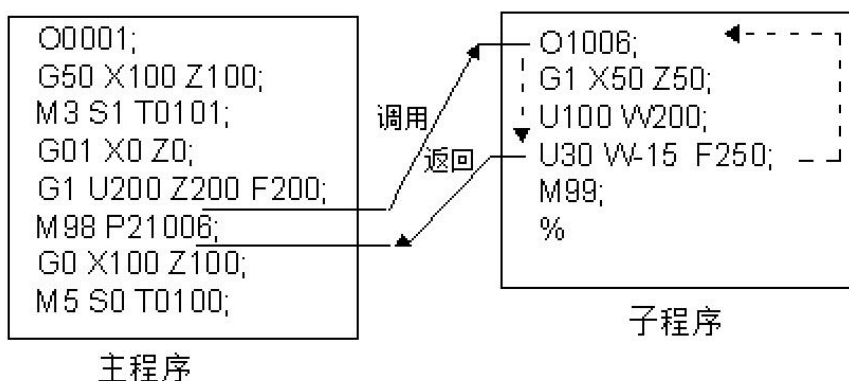 O0001;
G50 X100 Z100;
M3 S1 T0101;
G01 X0 Z0;
G1 U200 Z200 F200;
M98 P21006;
G0 X100 Z100;
M5 S0 T0100;
主程序
调用
返回
O1006;
G1 X50 Z50;
U100 W200;
U30 W-15 F250;
M99;
%
子程序